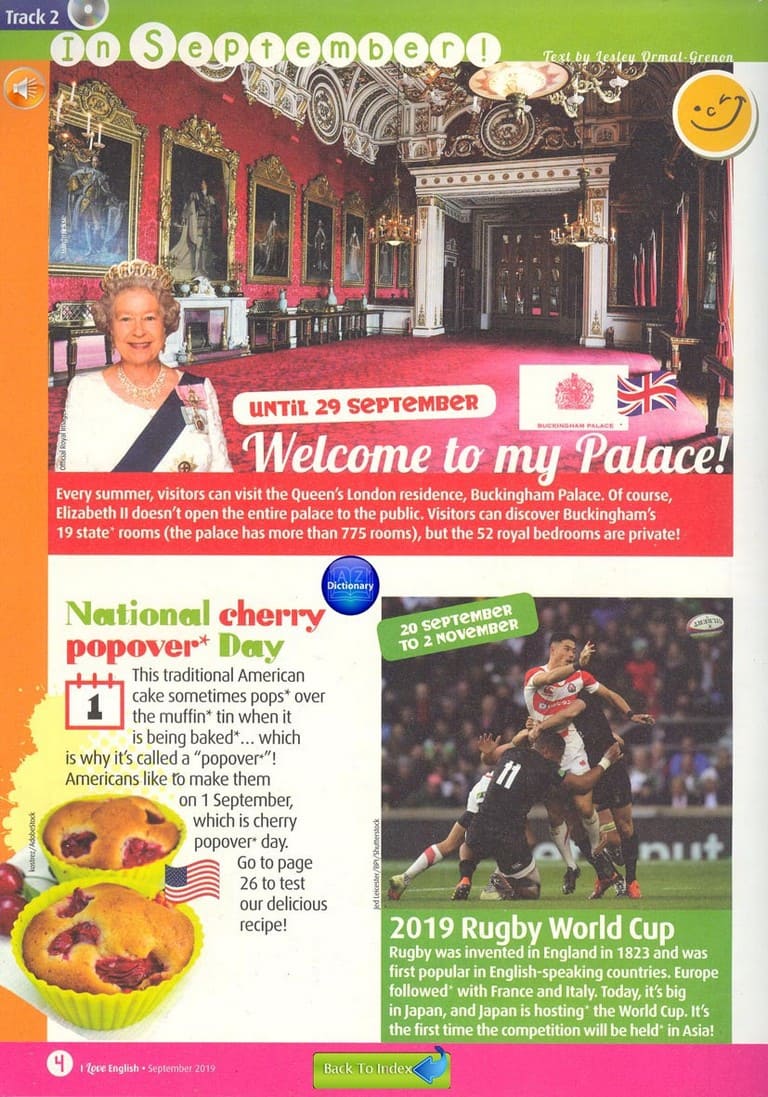 Track 2
In September!
Text by Lesley Ormal-Grenon
UNTIL 29 SEPTEMBER
BUCKINGHAM PALACE
Welcome to my Palace!
Every summer, visitors can visit the Queen's London residence, Buckingham Palace. Of course,
Elizabeth II doesn't open the entire palace to the public. Visitors can discover Buckingham's
19 state* rooms (the palace has more than 775 rooms), but the 52 royal bedrooms are private!
AZ
Dictionary
National cherry
popover* Day
1
This traditional American
cake sometimes pops* over
the muffin* tin when it
is being baked*... which
is why it's called a “popover*”!
Americans like to make them
on 1 September,
which is cherry
popover* day.
Go to page
26 to test
our delicious
recipe!
kostrez/AdobeStock
20 SEPTEMBER
TO 2 NOVEMBER
GILBERT
11
Jed Leicester/BPI/Shutterstock
2019 Rugby World Cup
Rugby was invented in England in 1823 and was
first popular in English-speaking countries. Europe
followed* with France and Italy. Today, it's big
in Japan, and Japan is hosting* the World Cup. It's
the first time the competition will be held* in Asia!
4
I Love English • September 2019
Back To Index